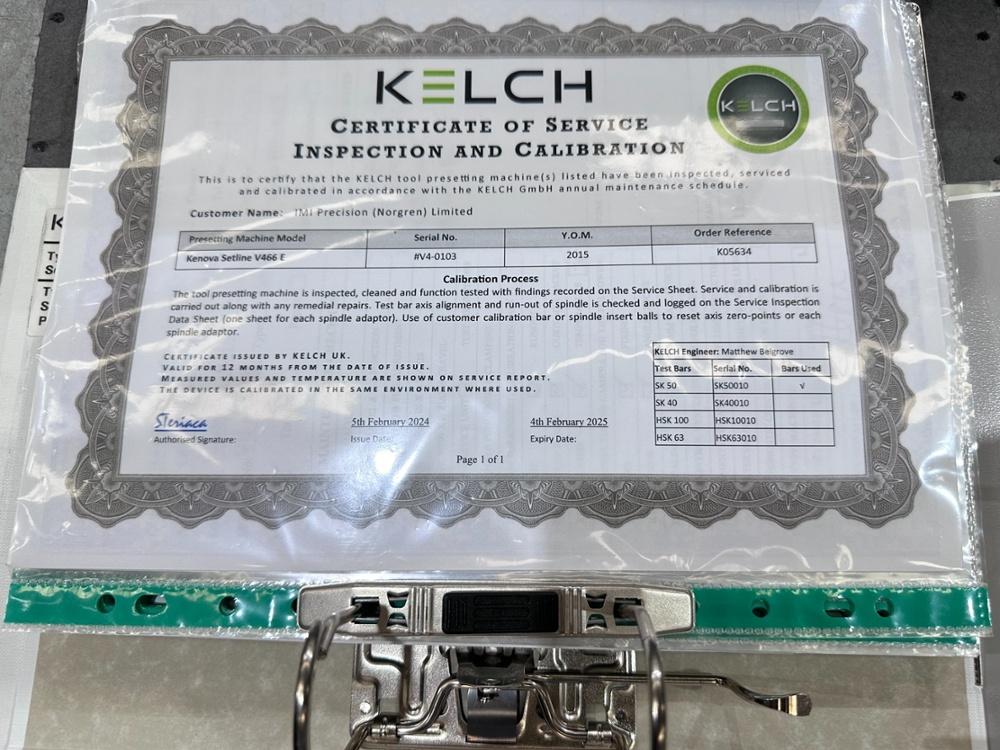 KELCH
KELCH
CERTIFICATE OF SERVICE
INSPECTION AND CALIBRATION
This is to certify that the KELCH tool presetting machine(s) listed have been inspected, serviced
and calibrated in accordance with the KELCH GmbH annual maintenance schedule.
Customer Name: IMI Precision (Norgren) Limited
Presetting Machine Model Serial No. Y.O.M. Order Reference
Kenova Setline V466 E #V4-0103 2015 K05634
Calibration Process
The tool presetting machine is inspected, cleaned and function tested with findings recorded on the Service Sheet. Service and calibration is
carried out along with any remedial repairs. Test bar axis alignment and run-out of spindle is checked and logged on the Service Inspection
Data Sheet (one sheet for each spindle adaptor). Use of customer calibration bar or spindle insert balls to reset axis zero-points or each
spindle adaptor.
CERTIFICATE ISSUED BY KELCH UK.
VALID FOR 12 MONTHS FROM THE DATE OF ISSUE.
MEASURED VALUES AND TEMPERATURE ARE SHOWN ON SERVICE REPORT.
THE DEVICE IS CALIBRATED IN THE SAME ENVIRONMENT WHERE USED.
KELCH Engineer: Matthew Belgrove
Test Bars Serial No. Bars Used
SK 50 SK50010 √
SK 40 SK40010
HSK 100 HSK10010
HSK 63 HSK63010
5th February 2024 4th February 2025
Authorised Signature: Issue Date: Expiry Date:
Page 1 of 1